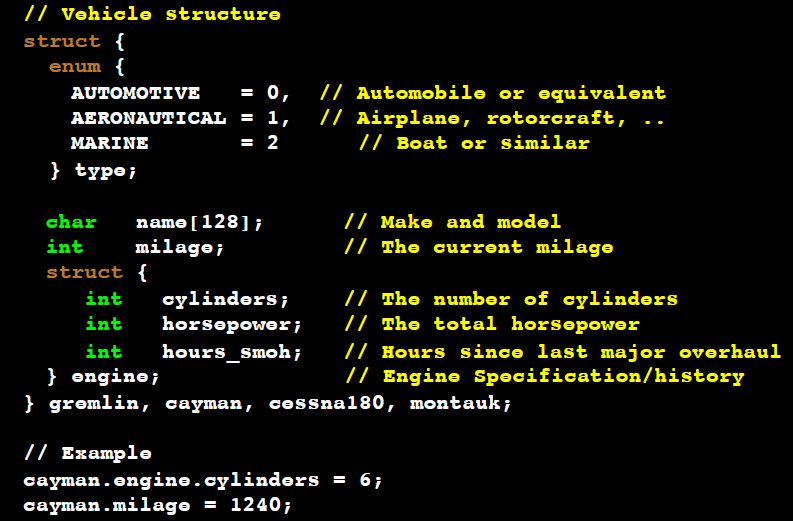 // Vehicle structure
struct {
enum {
AUTOMOTIVE = 0, // Automobile or equivalent
AERONAUTICAL = 1, // Airplane, rotorcraft, ..
MARINE = 2 // Boat or similar
} type;
char name[128]; // Make and model
int milage; // The current milage
struct {
int cylinders; // The number of cylinders
int horsepower; // The total horsepower
int hours_smoh; // Hours since last major overhaul
} engine; // Engine Specification/history
} gremlin, cayman, cessna180, montauk;
// Example
cayman.engine.cylinders = 6;
cayman.milage = 1240;